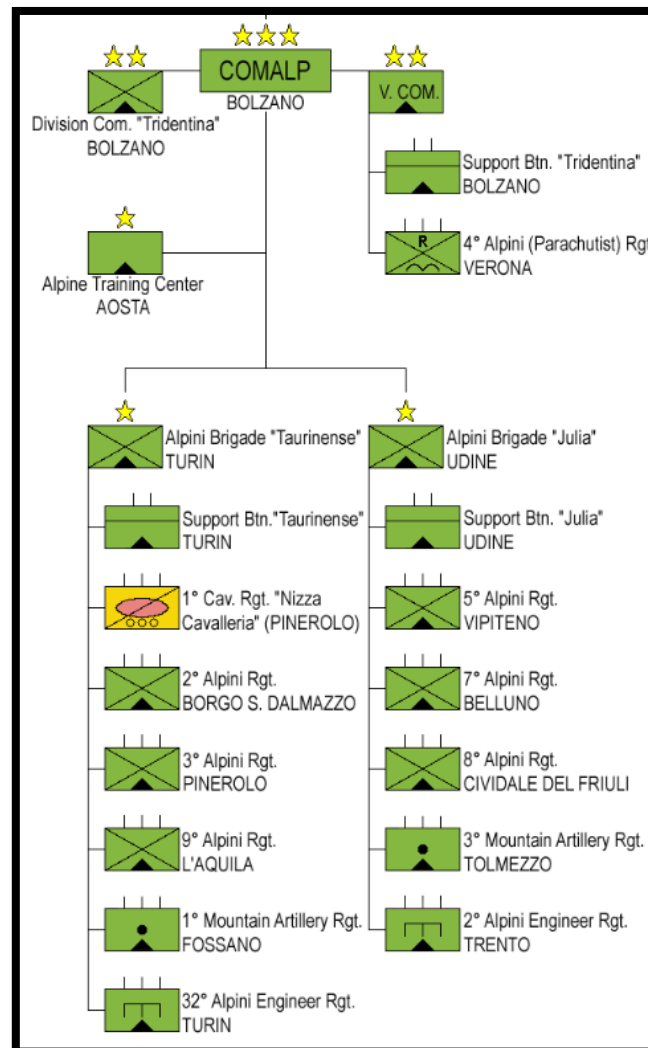 COMALP
BOLZANO
Division Com. "Tridentina"
BOLZANO
V. COM.
Support Btn. "Tridentina"
BOLZANO
R
4° Alpini (Parachutist) Rgt
VERONA
Alpine Training Center
AOSTA
Alpini Brigade "Taurinense"
TURIN
Support Btn."Taurinense"
TURIN
1° Cav. Rgt. "Nizza
Cavalleria" (PINEROLO)
2° Alpini Rgt.
BORGO S. DALMAZZO
3° Alpini Rgt.
PINEROLO
9° Alpini Rgt.
L'AQUILA
1° Mountain Artillery Rgt.
FOSSANO
32° Alpini Engineer Rgt.
TURIN
Alpini Brigade "Julia"
UDINE
Support Btn. "Julia"
UDINE
5° Alpini Rgt.
VIPITENO
7° Alpini Rgt.
BELLUNO
8° Alpini Rgt.
CIVIDALE DEL FRIULI
3° Mountain Artillery Rgt.
TOLMEZZO
2° Alpini Engineer Rgt.
TRENTO